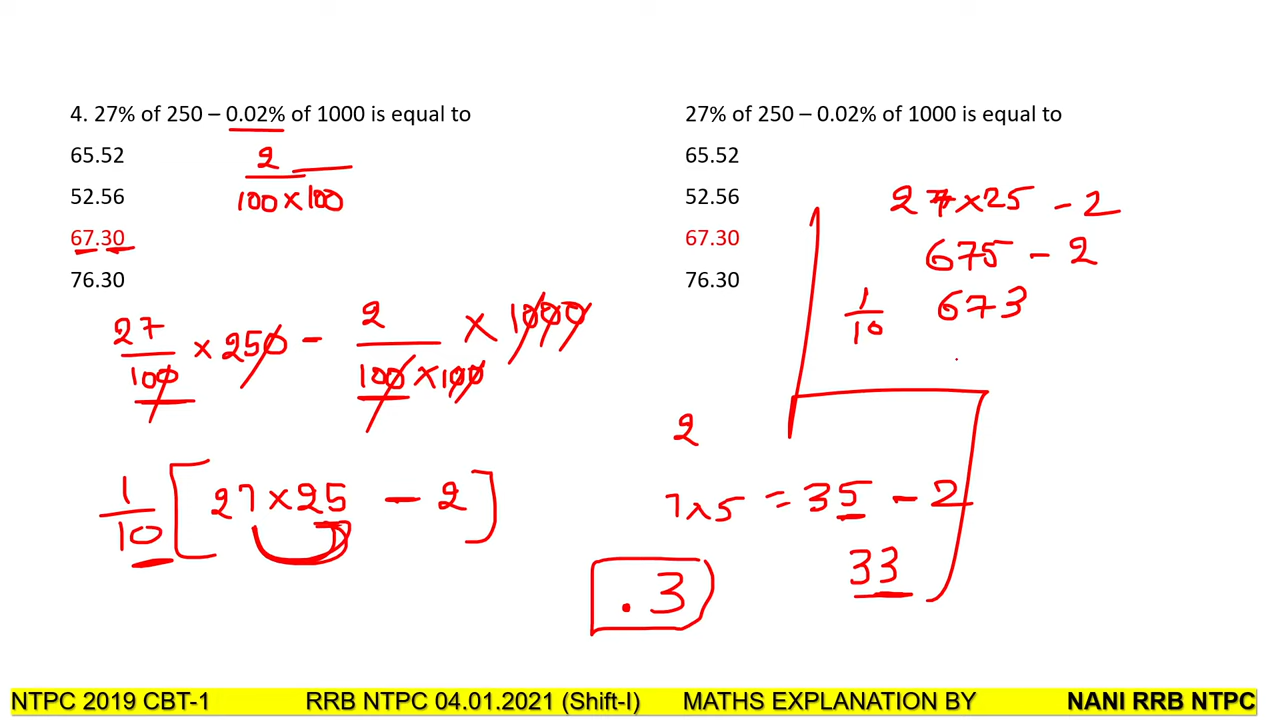 4. 27% of 250 – 0.02% of 1000 is equal to
65.52
52.56
67.30
76.30
2
100 × 100
27/100 × 250 - 2/100×100 × 1000
1/10 [27×25 - 2]
27% of 250 – 0.02% of 1000 is equal to
65.52
52.56
67.30
76.30
27×25 - 2
675 - 2
1/10 673
2
7×5 = 35 - 2
33
.3
NTPC 2019 CBT-1 RRB NTPC 04.01.2021 (Shift-I) MATHS EXPLANATION BY NANI RRB NTPC